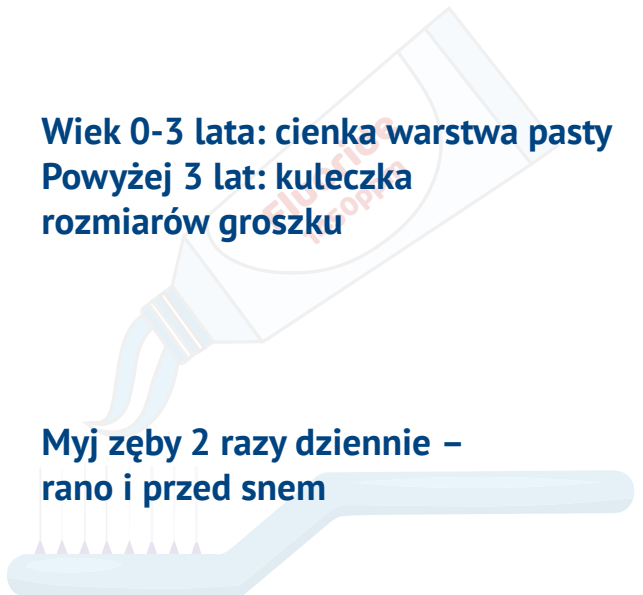 Wiek 0-3 lata: cienka warstwa pasty
Powyżej 3 lat: kuleczka
rozmiarów groszku
Fluoride
Myj zęby 2 razy dziennie –
rano i przed snem